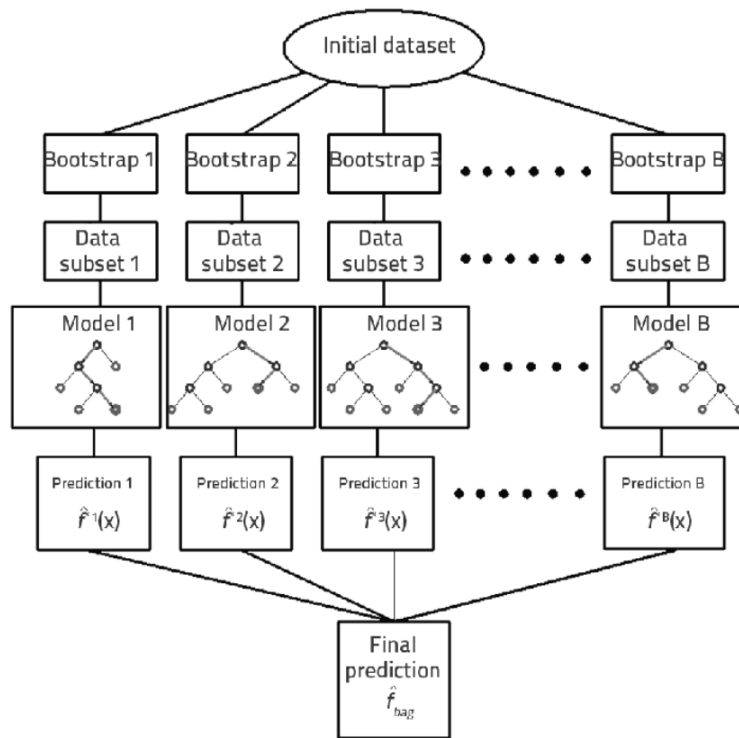 Initial dataset
Bootstrap 1
Bootstrap 2
Bootstrap 3
Bootstrap B
Data
subset 1
Data
subset 2
Data
subset 3
Data
subset B
Model 1
Model 2
Model 3
Model B
Prediction 1
f̂*¹(x)
Prediction 2
f̂*²(x)
Prediction 3
f̂*³(x)
Prediction B
f̂*ᴮ(x)
Final
prediction
f̂bag